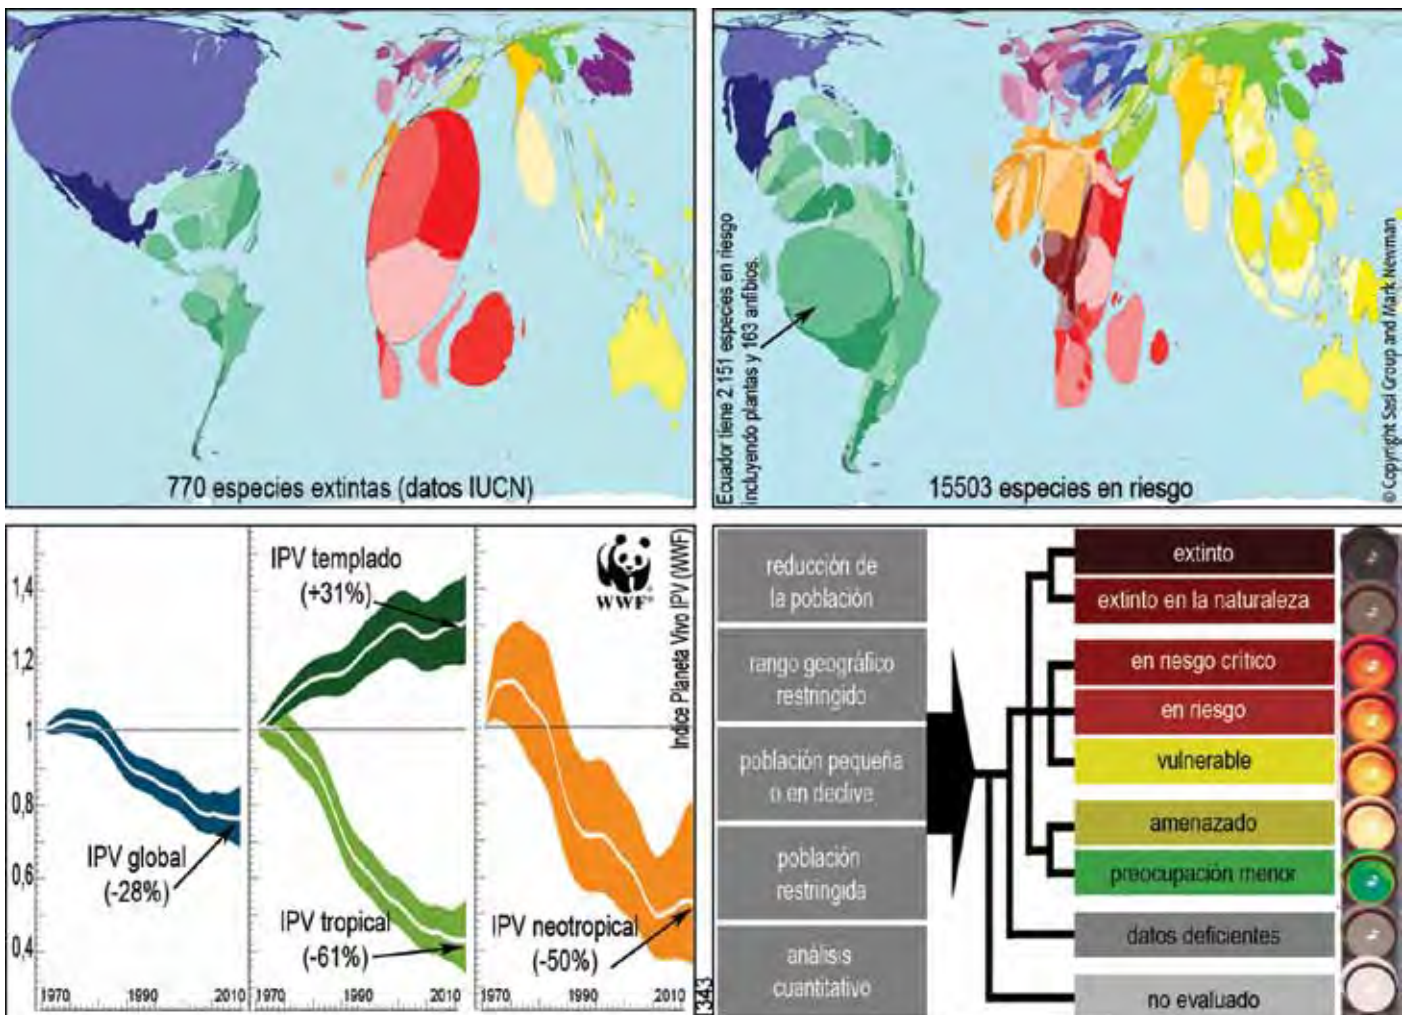 770 especies extintas (datos IUCN)
Ecuador tiene 2.151 especies en riesgo
incluyendo plantas y 163 anfibios.
15503 especies en riesgo
© Copyright Sasi Group and Mark Newman
1,4
1,2
1
0,8
0,6
0,4
IPV global
(-28%)
1970
1990
2010
IPV templado
(+31%)
IPV tropical
(-61%)
1970
1990
2010
WWF®
Indice Planeta Vivo IPV (WWF)
IPV neotropical
(-50%)
1970
1990
2010
343
reducción de
la población
rango geográfico
restringido
población pequeña
o en declive
población
restringida
análisis
cuantitativo
extinto
extinto en la naturaleza
en riesgo crítico
en riesgo
vulnerable
amenazado
preocupación menor
datos deficientes
no evaluado